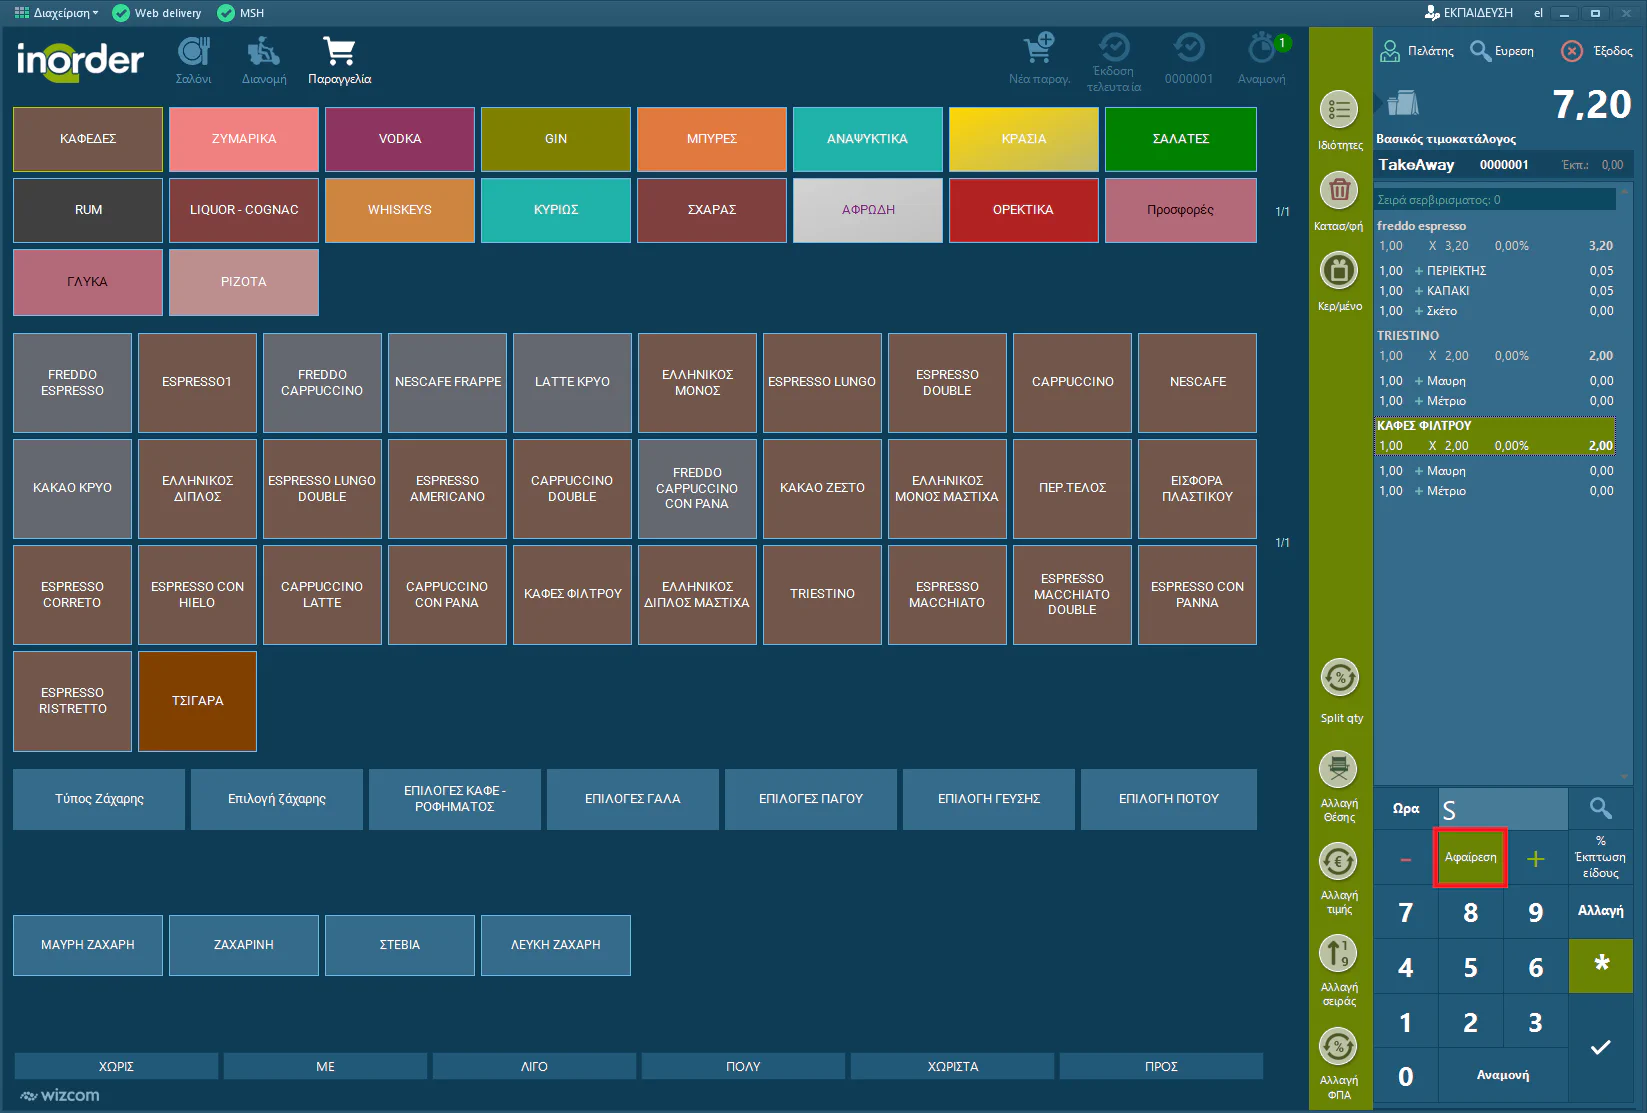 Διαχείριση
Web delivery
MSH
ΕΚΠΑΙΔΕΥΣΗ
el
inorder
Σαλόνι
Διανομή
Παραγγελία
Νέα παραγ.
Έκδοση
τελευταία
0000001
Αναμονή
1
ΚΑΦΕΔΕΣ
ΖΥΜΑΡΙΚΑ
VODKA
GIN
ΜΠΥΡΕΣ
ΑΝΑΨΥΚΤΙΚΑ
ΚΡΑΣΙΑ
ΣΑΛΑΤΕΣ
RUM
LIQUOR - COGNAC
WHISKEYS
ΚΥΡΙΩΣ
ΣΧΑΡΑΣ
ΑΦΡΩΔΗ
ΟΡΕΚΤΙΚΑ
Προσφορές
1/1
ΓΛΥΚΑ
ΡΙΖΟΤΑ
FREDDO
ESPRESSO
ESPRESSO1
FREDDO
CAPPUCCINO
NESCAFE FRAPPE
LATTE ΚΡΥΟ
ΕΛΛΗΝΙΚΟΣ
ΜΟΝΟΣ
ESPRESSO LUNGO
ESPRESSO
DOUBLE
CAPPUCCINO
NESCAFE
ΚΑΚΑΟ ΚΡΥΟ
ΕΛΛΗΝΙΚΟΣ
ΔΙΠΛΟΣ
ESPRESSO LUNGO
DOUBLE
ESPRESSO
AMERICANO
CAPPUCCINO
DOUBLE
FREDDO
CAPPUCCINO
CON PANA
ΚΑΚΑΟ ΖΕΣΤΟ
ΕΛΛΗΝΙΚΟΣ
ΜΟΝΟΣ ΜΑΣΤΙΧΑ
ΠΕΡ.ΤΕΛΟΣ
ΕΙΣΦΟΡΑ
ΠΛΑΣΤΙΚΟΥ
1/1
ESPRESSO
CORRETO
ESPRESSO CON
HIELO
CAPPUCCINO
LATTE
CAPPUCCINO
CON PANA
ΚΑΦΕΣ ΦΙΛΤΡΟΥ
ΕΛΛΗΝΙΚΟΣ
ΔΙΠΛΟΣ ΜΑΣΤΙΧΑ
TRIESTINO
ESPRESSO
MACCHIATO
ESPRESSO
MACCHIATO
DOUBLE
ESPRESSO CON
PANNA
ESPRESSO
RISTRETTO
ΤΣΙΓΑΡΑ
Τύπος Ζάχαρης
Επιλογή ζάχαρης
ΕΠΙΛΟΓΕΣ ΚΑΦΕ -
ΡΟΦΗΜΑΤΟΣ
ΕΠΙΛΟΓΕΣ ΓΑΛΑ
ΕΠΙΛΟΓΕΣ ΠΑΓΟΥ
ΕΠΙΛΟΓΗ ΓΕΥΣΗΣ
ΕΠΙΛΟΓΗ ΠΟΤΟΥ
ΜΑΥΡΗ ΖΑΧΑΡΗ
ΖΑΧΑΡΙΝΗ
ΣΤΕΒΙΑ
ΛΕΥΚΗ ΖΑΧΑΡΗ
ΧΩΡΙΣ
ΜΕ
ΛΙΓΟ
ΠΟΛΥ
ΧΩΡΙΣΤΑ
ΠΡΟΣ
wizcom
Ιδιότητες
Κατασ/φή
Κερ/μένο
Split qty
Αλλαγή
Θέσης
Αλλαγή
τιμής
Αλλαγή
σειράς
Αλλαγή
ΦΠΑ
Πελάτης
Ευρεση
Έξοδος
7,20
Βασικός τιμοκατάλογος
TakeAway 0000001 Έκπ.: 0,00
Σειρά σερβιρισματος: 0
freddo espresso
1,00 X 3,20 0,00% 3,20
1,00 + ΠΕΡΙΕΚΤΗΣ 0,05
1,00 + ΚΑΠΑΚΙ 0,05
1,00 + Σκέτο 0,00
TRIESTINO
1,00 X 2,00 0,00% 2,00
1,00 + Μαυρη 0,00
1,00 + Μέτριο 0,00
ΚΑΦΕΣ ΦΙΛΤΡΟΥ
1,00 X 2,00 0,00% 2,00
1,00 + Μαυρη 0,00
1,00 + Μέτριο 0,00
Ωρα
S
-
Αφαίρεση
+
%
Έκπτωση
είδους
7 8 9 Αλλαγή
4 5 6 *
1 2 3
0 Αναμονή